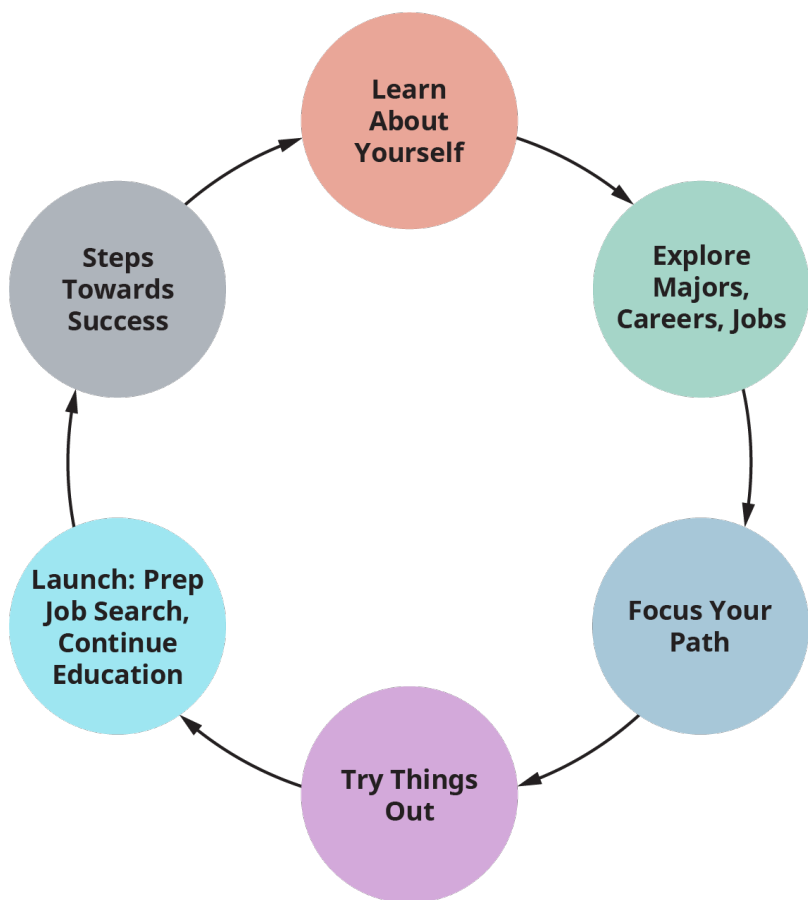 Learn
About
Yourself
Explore
Majors,
Careers, Jobs
Focus Your
Path
Try Things
Out
Launch: Prep
Job Search,
Continue
Education
Steps
Towards
Success